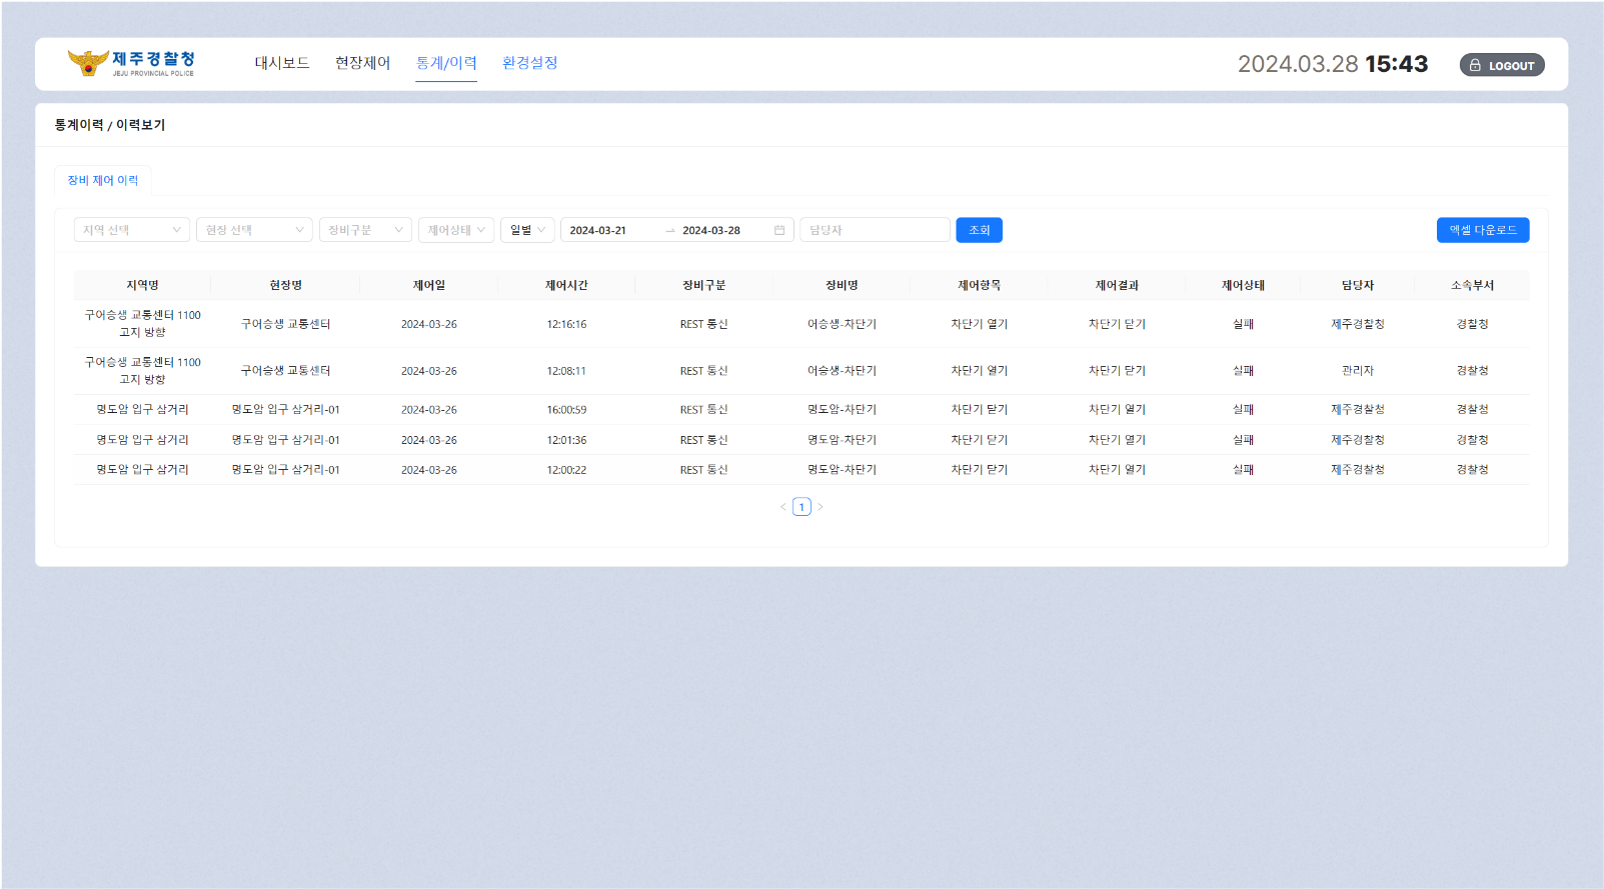 제주경찰청
JEJU PROVINCIAL POLICE
대시보드 현장제어 통계/이력 환경설정
2024.03.28 15:43
LOGOUT
통계이력 / 이력보기
장비 제어 이력
지역 선택 현장 선택 장비구분 제어상태 일별 2024-03-21 → 2024-03-28 담당자 조회 엑셀 다운로드
지역명 현장명 제어일 제어시간 장비구분 장비명 제어항목 제어결과 제어상태 담당자 소속부서
구어승생 교통센터 1100
고지 방향
구어승생 교통센터 2024-03-26 12:16:16 REST 통신 어승생-차단기 차단기 열기 차단기 닫기 실패 제주경찰청 경찰청
구어승생 교통센터 1100
고지 방향
구어승생 교통센터 2024-03-26 12:08:11 REST 통신 어승생-차단기 차단기 열기 차단기 닫기 실패 관리자 경찰청
명도암 입구 삼거리 명도암 입구 삼거리-01 2024-03-26 16:00:59 REST 통신 명도암-차단기 차단기 닫기 차단기 열기 실패 제주경찰청 경찰청
명도암 입구 삼거리 명도암 입구 삼거리-01 2024-03-26 12:01:36 REST 통신 명도암-차단기 차단기 닫기 차단기 열기 실패 제주경찰청 경찰청
명도암 입구 삼거리 명도암 입구 삼거리-01 2024-03-26 12:00:22 REST 통신 명도암-차단기 차단기 닫기 차단기 열기 실패 제주경찰청 경찰청
< 1 >